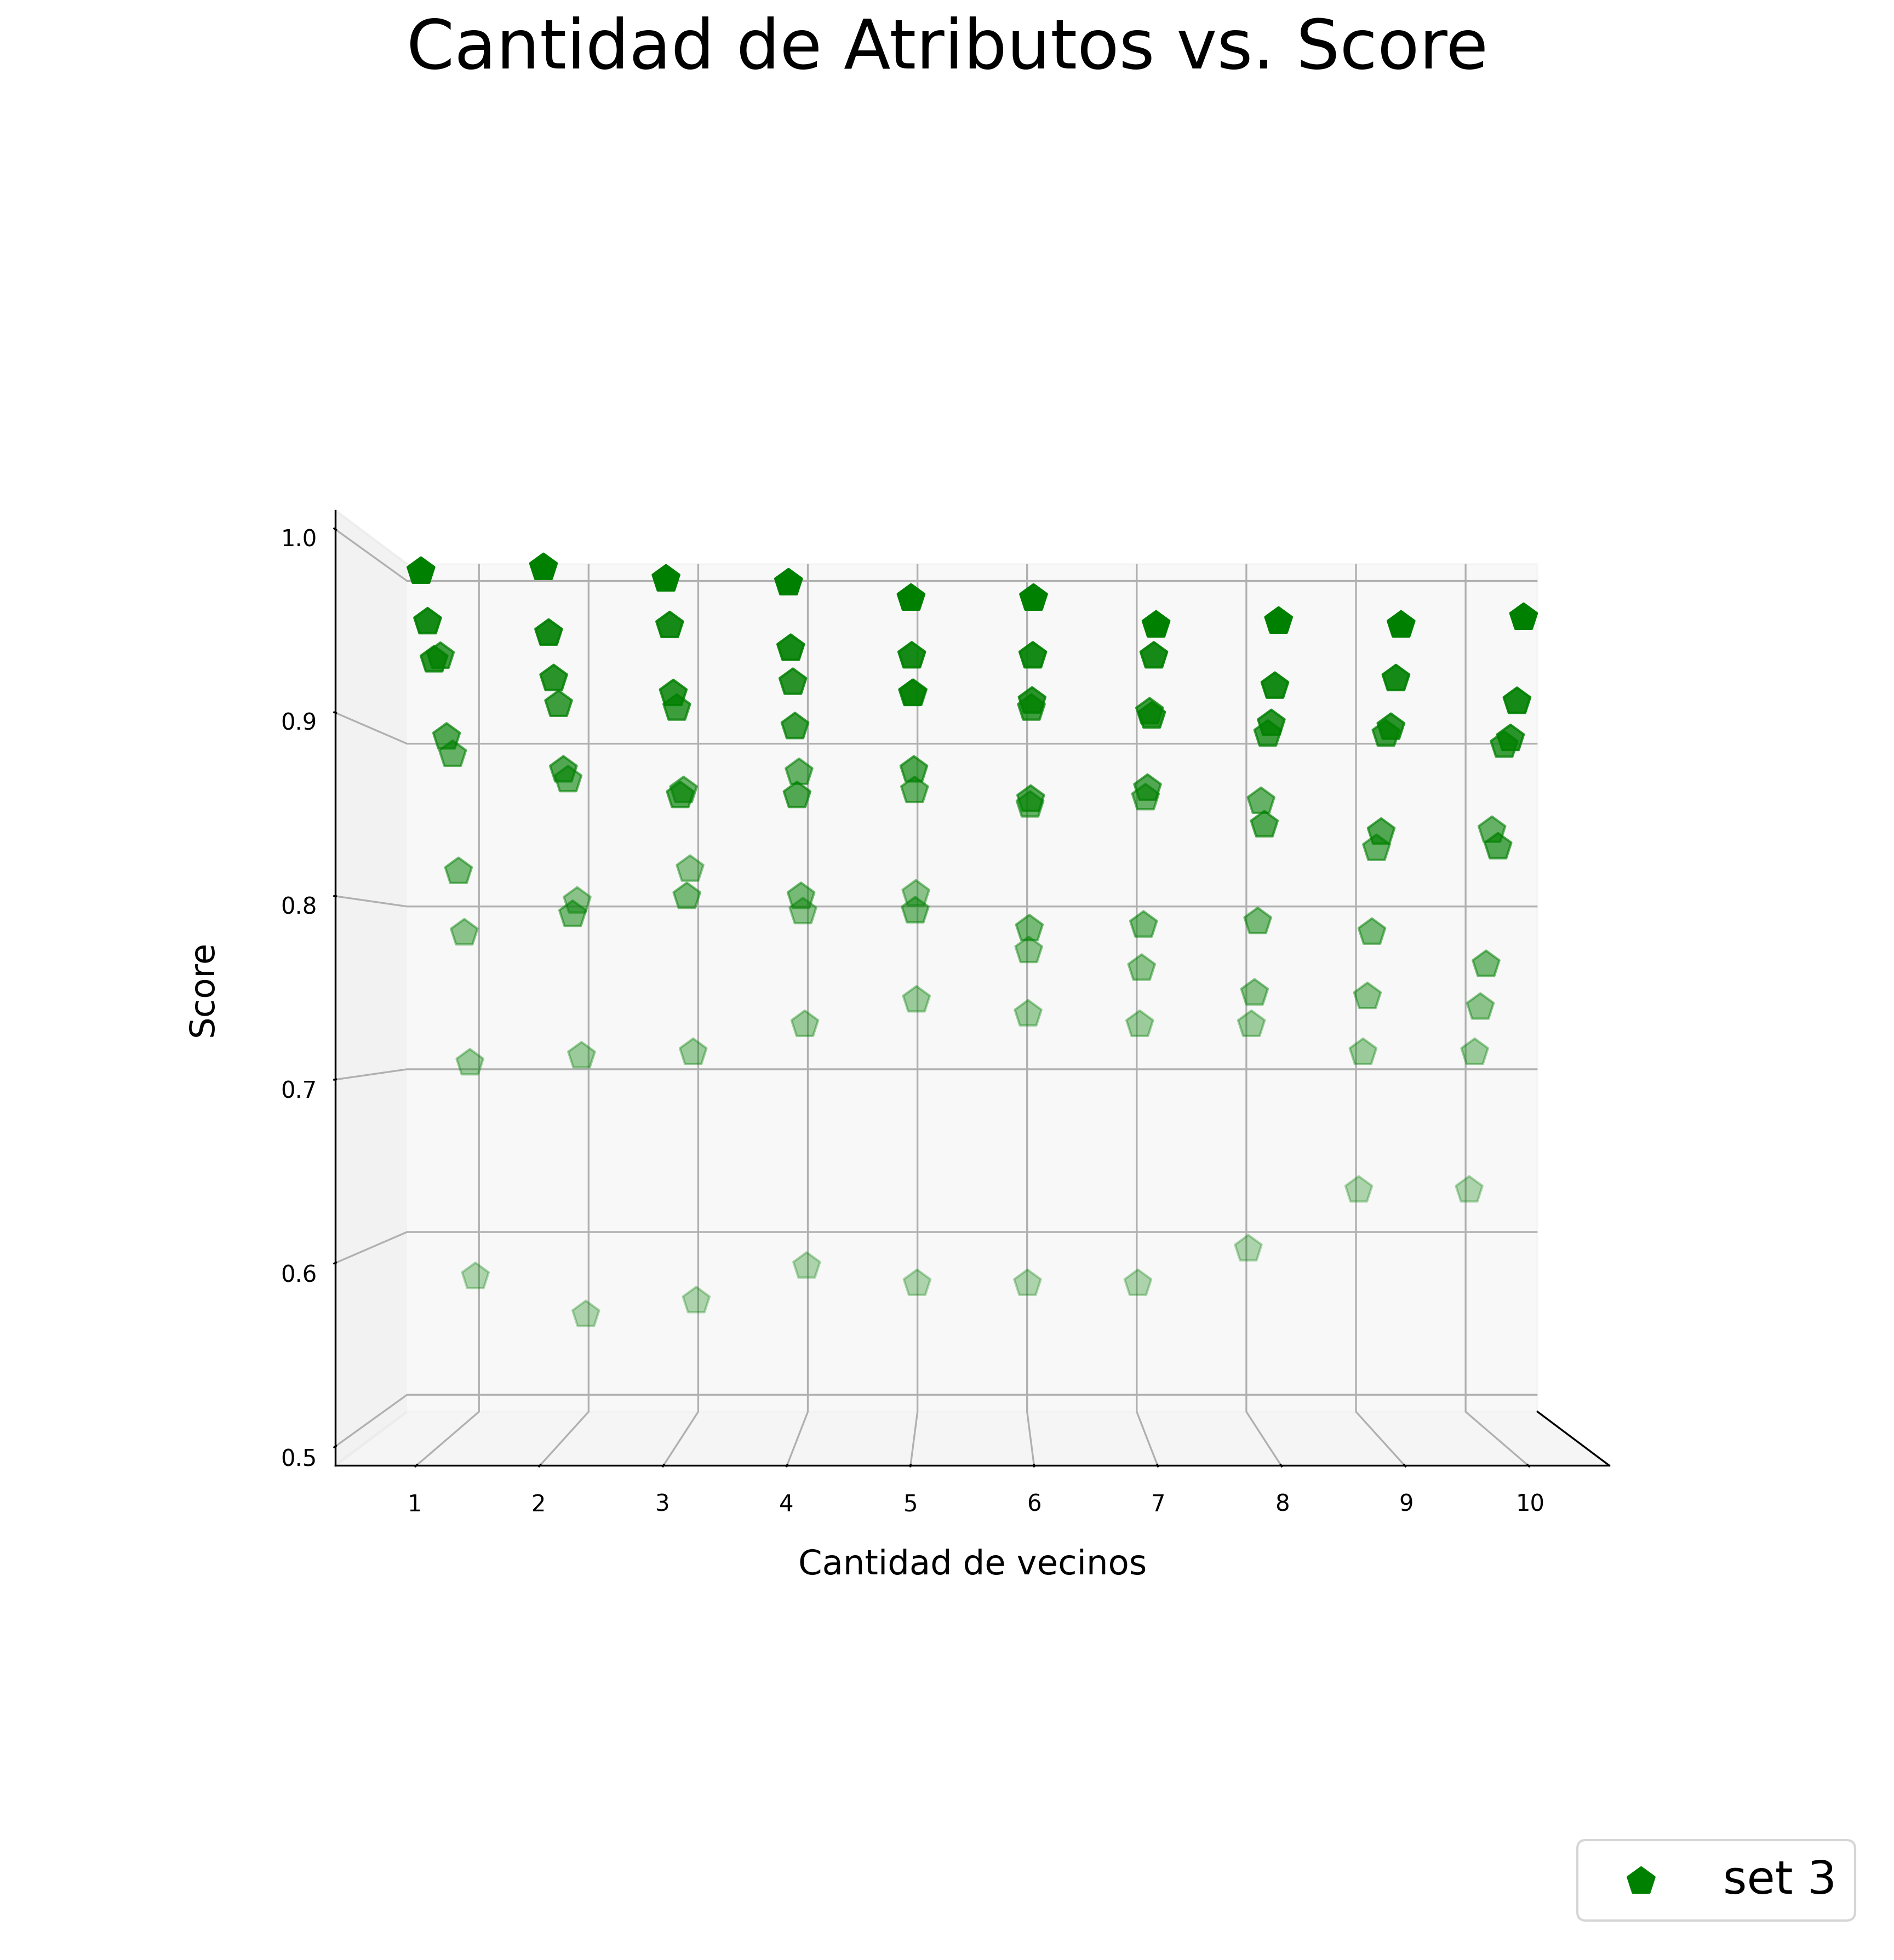 Cantidad de Atributos vs. Score
1.0
0.9
0.8
0.7
0.6
0.5
Score
1 2 3 4 5 6 7 8 9 10
Cantidad de vecinos
set 3